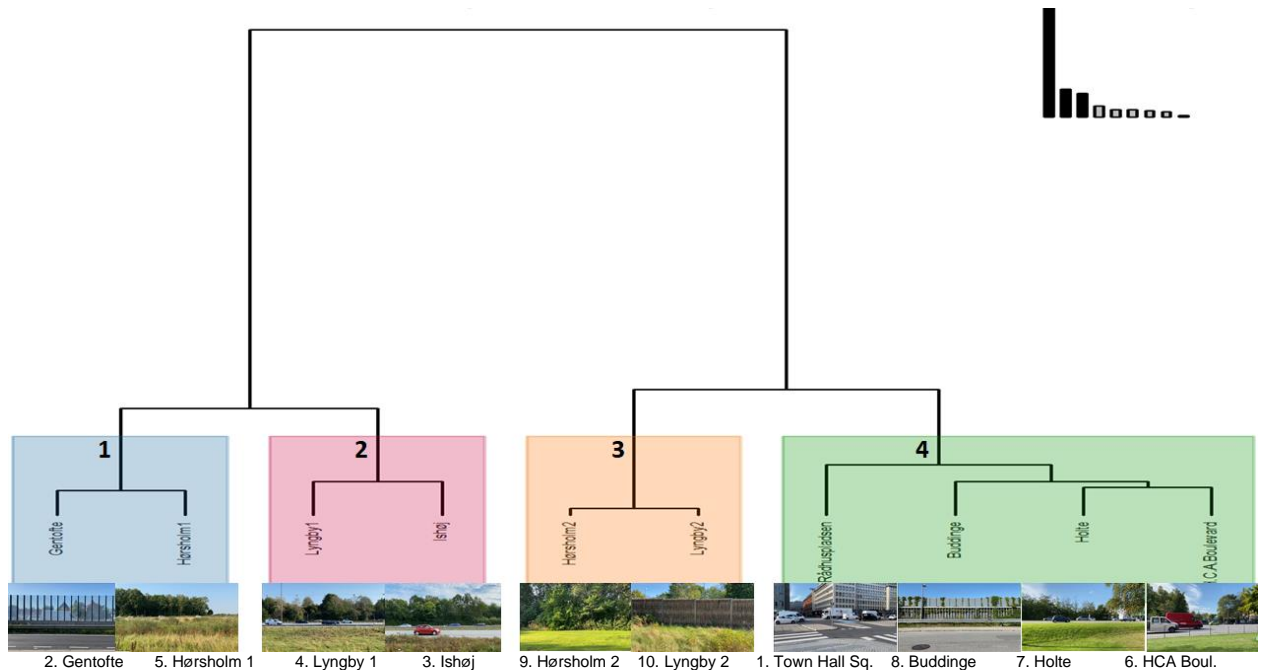 1
2
3
4
Gentofte
Hørsholm1
Lyngby1
Ishøj
Hørsholm2
Lyngby2
Rådhuspladsen
Buddinge
Holte
H.C.A Boulevard
2. Gentofte
5. Hørsholm 1
4. Lyngby 1
3. Ishøj
9. Hørsholm 2
10. Lyngby 2
1. Town Hall Sq.
8. Buddinge
7. Holte
6. HCA Boul.